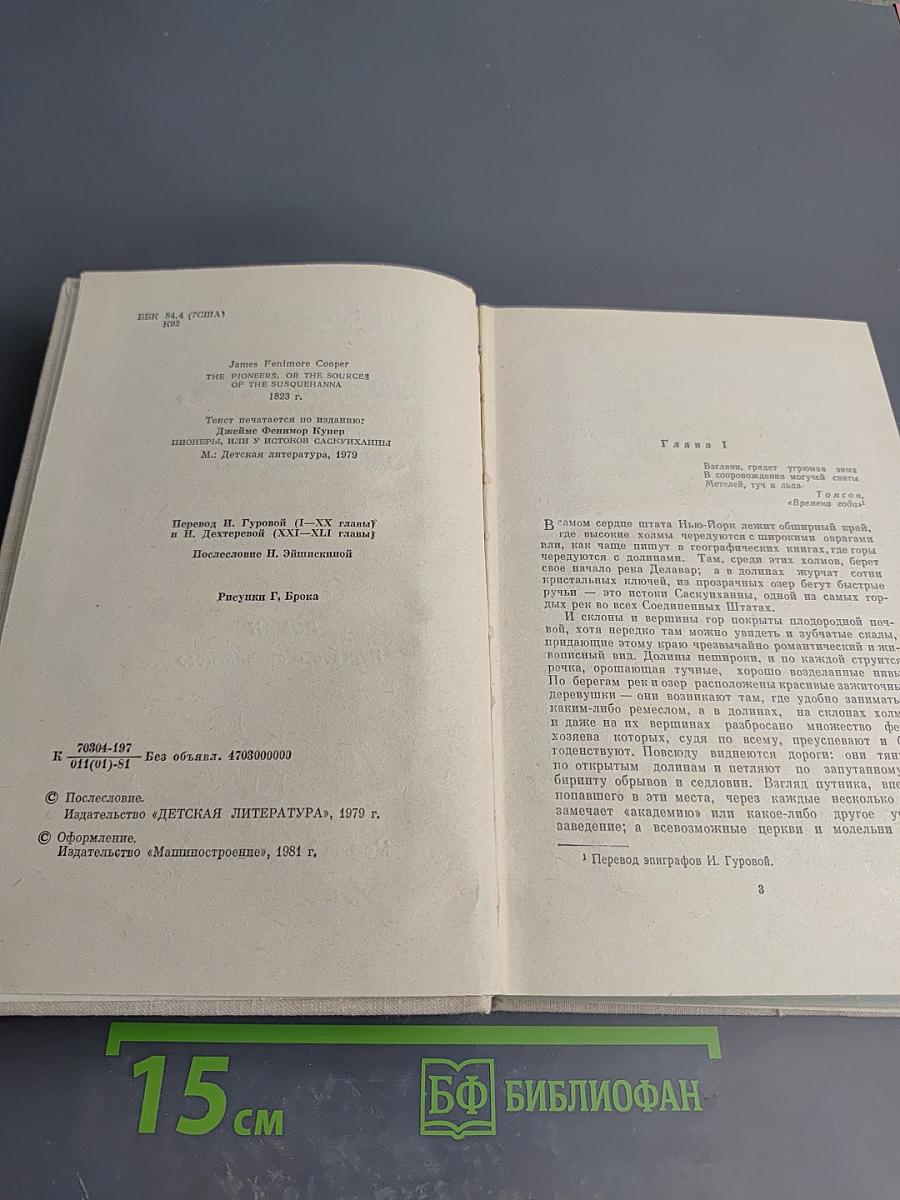 ББК 84.4 (7США)
К92
James Fenimore Cooper
THE PIONEERS, OR THE SOURCES
OF THE SUSQUEHANNA
1823 г.
Текст печатается по изданию:
Джеймс Фенимор Купер
ПИОНЕРЫ, ИЛИ У ИСТОКОВ САСКУИХАННЫ
М.: Детская литература, 1979
Перевод И. Гуровой (I—XX главы)
и Н. Дехтеревой (XXI—XLI главы)
Послесловие Н. Эйшискиной
Рисунки Г. Брока
К 70304-197
011(01)-81 Без объявл. 4703000000
© Послесловие.
Издательство «ДЕТСКАЯ ЛИТЕРАТУРА», 1979 г.
© Оформление.
Издательство «Машиностроение», 1981 г.
Глава I
Взгляни, грядет угрюмая зима
В сопровождении могучей свиты
Метелей, туч и льда.
Томсон,
«Времена года»¹
В самом сердце штата Нью-Йорк лежит обширный край,
где высокие холмы чередуются с широкими оврагами
или, как чаще пишут в географических книгах, где горы
чередуются с долинами. Там, среди этих холмов, берет
свое начало река Делавар; а в долинах журчат сотни
кристальных ключей, из прозрачных озер бегут быстрые
ручьи — это истоки Саскуиханны, одной из самых гор-
дых рек во всех Соединенных Штатах.
И склоны и вершины гор покрыты плодородной поч-
вой, хотя нередко там можно увидеть и зубчатые скалы,
придающие этому краю чрезвычайно романтический и жи-
вописный вид. Долины нешироки, и по каждой струится
речка, орошающая тучные, хорошо возделанные нивы
По берегам рек и озер расположены красивые зажиточны
деревушки — они возникают там, где удобно занимать
каким-либо ремеслом, а в долинах, на склонах холм
и даже на их вершинах разбросано множество фе
хозяева которых, судя по всему, преуспевают и б
годенствуют. Повсюду виднеются дороги: они тян
по открытым долинам и петляют по запутанному
биринту обрывов и седловин. Взгляд путника, впе
попавшего в эти места, через каждые несколько
замечает «академию» или какое-либо другое у
заведение; а всевозможные церкви и молельни
¹ Перевод эпиграфов И. Гуровой.
3
15 см
БФ БИБЛИОФАН